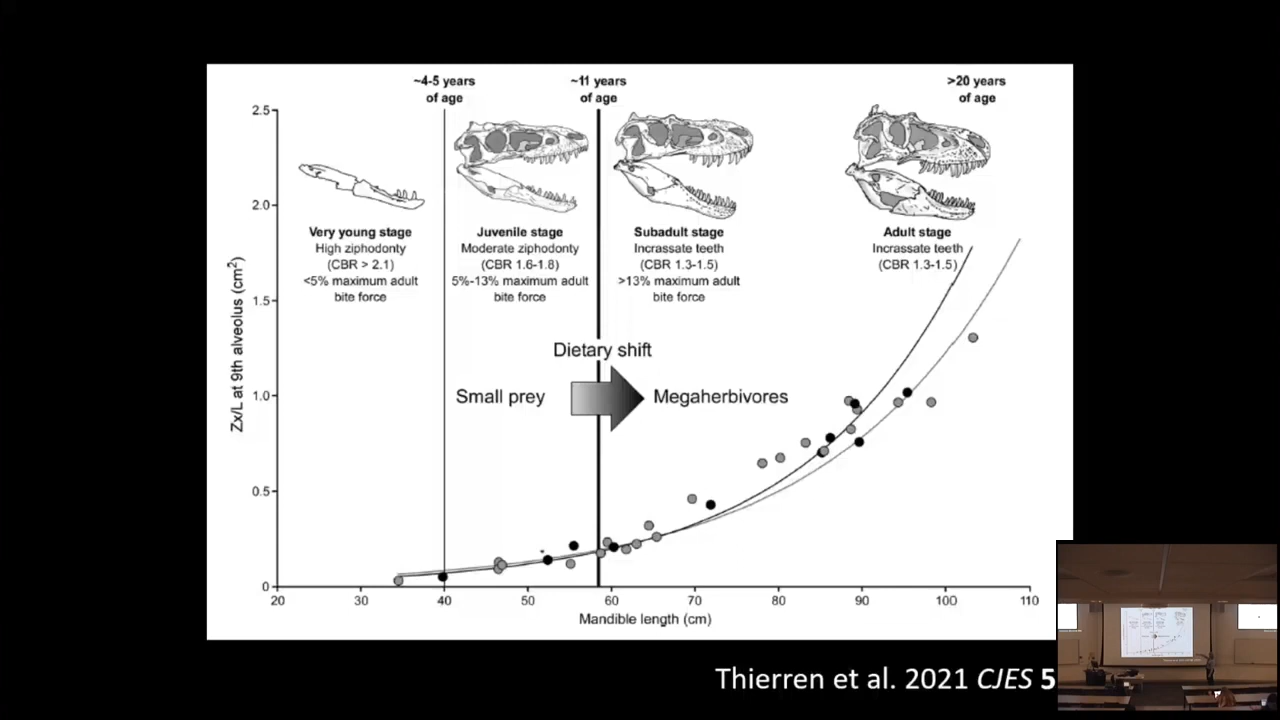 ~4-5 years
of age
~11 years
of age
>20 years
of age
2.5
2.0
1.5
1.0
0.5
0
Zx/L at 9th alveolus (cm2)
Very young stage
High ziphodonty
(CBR > 2.1)
<5% maximum adult
bite force
Juvenile stage
Moderate ziphodonty
(CBR 1.6-1.8)
5%-13% maximum adult
bite force
Subadult stage
Incrassate teeth
(CBR 1.3-1.5)
>13% maximum adult
bite force
Adult stage
Incrassate teeth
(CBR 1.3-1.5)
Dietary shift
Small prey
Megaherbivores
20 30 40 50 60 70 80 90 100 110
Mandible length (cm)
Thierren et al. 2021 CJES 5